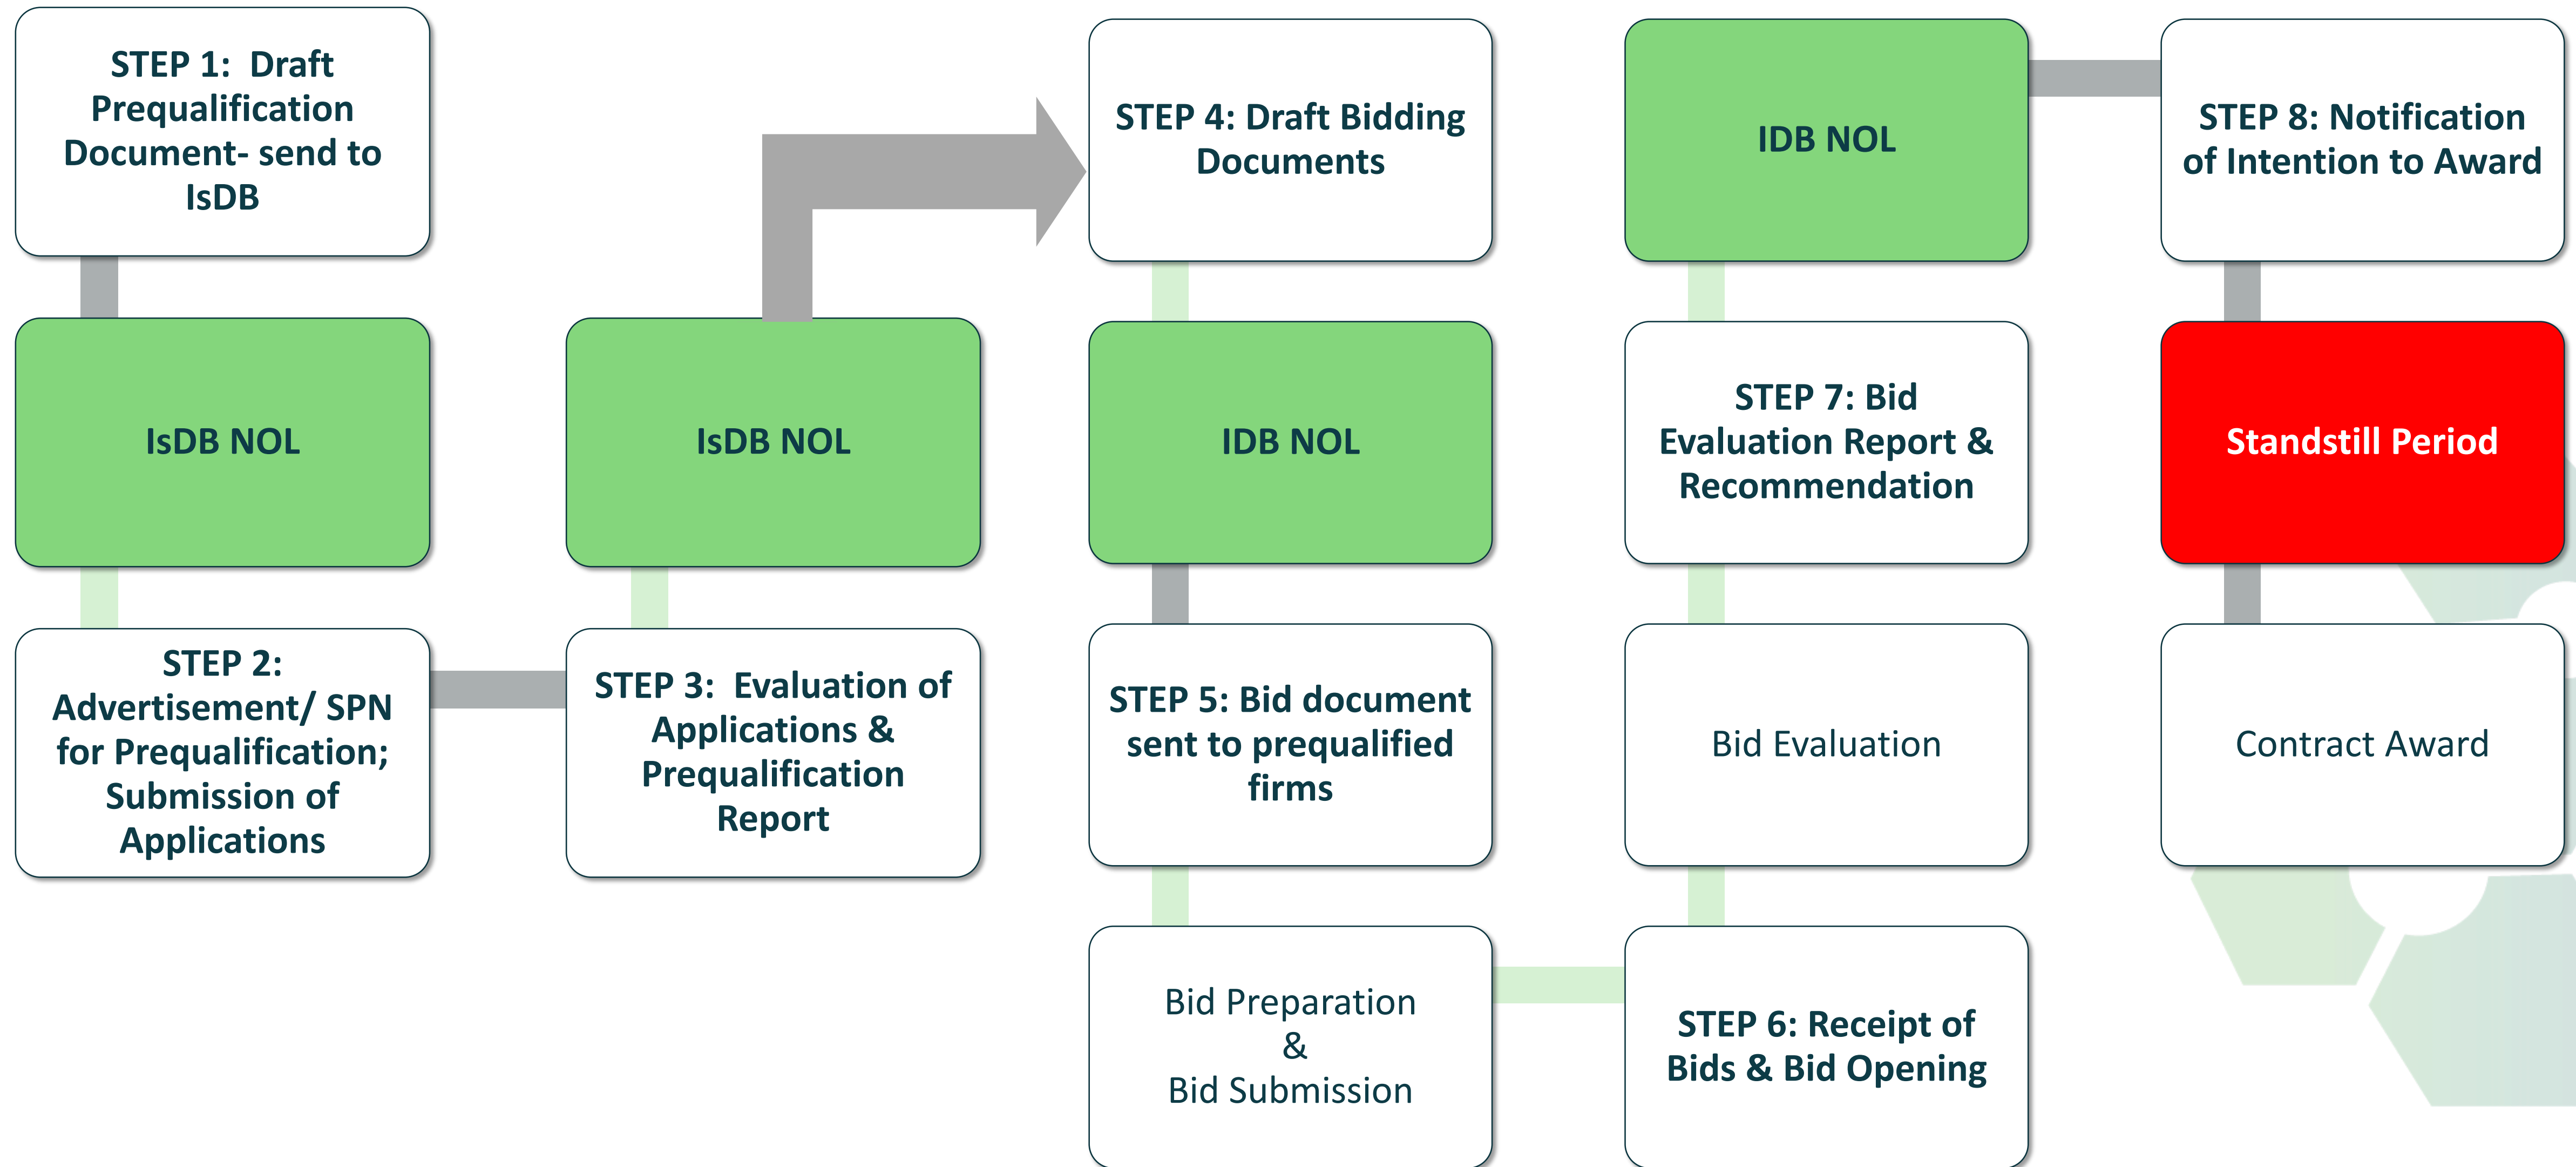 STEP 1:  Draft
Prequalification
Document- send to
IsDB
IsDB NOL
STEP 2:
Advertisement/ SPN
for Prequalification;
Submission of
Applications
STEP 3:  Evaluation of
Applications &
Prequalification
Report
IsDB NOL
STEP 4: Draft Bidding
Documents
IDB NOL
STEP 5: Bid document
sent to prequalified
firms
Bid Preparation
&
Bid Submission
STEP 6: Receipt of
Bids & Bid Opening
Bid Evaluation
STEP 7: Bid
Evaluation Report &
Recommendation
IDB NOL
STEP 8: Notification
of Intention to Award
Standstill Period
Contract Award